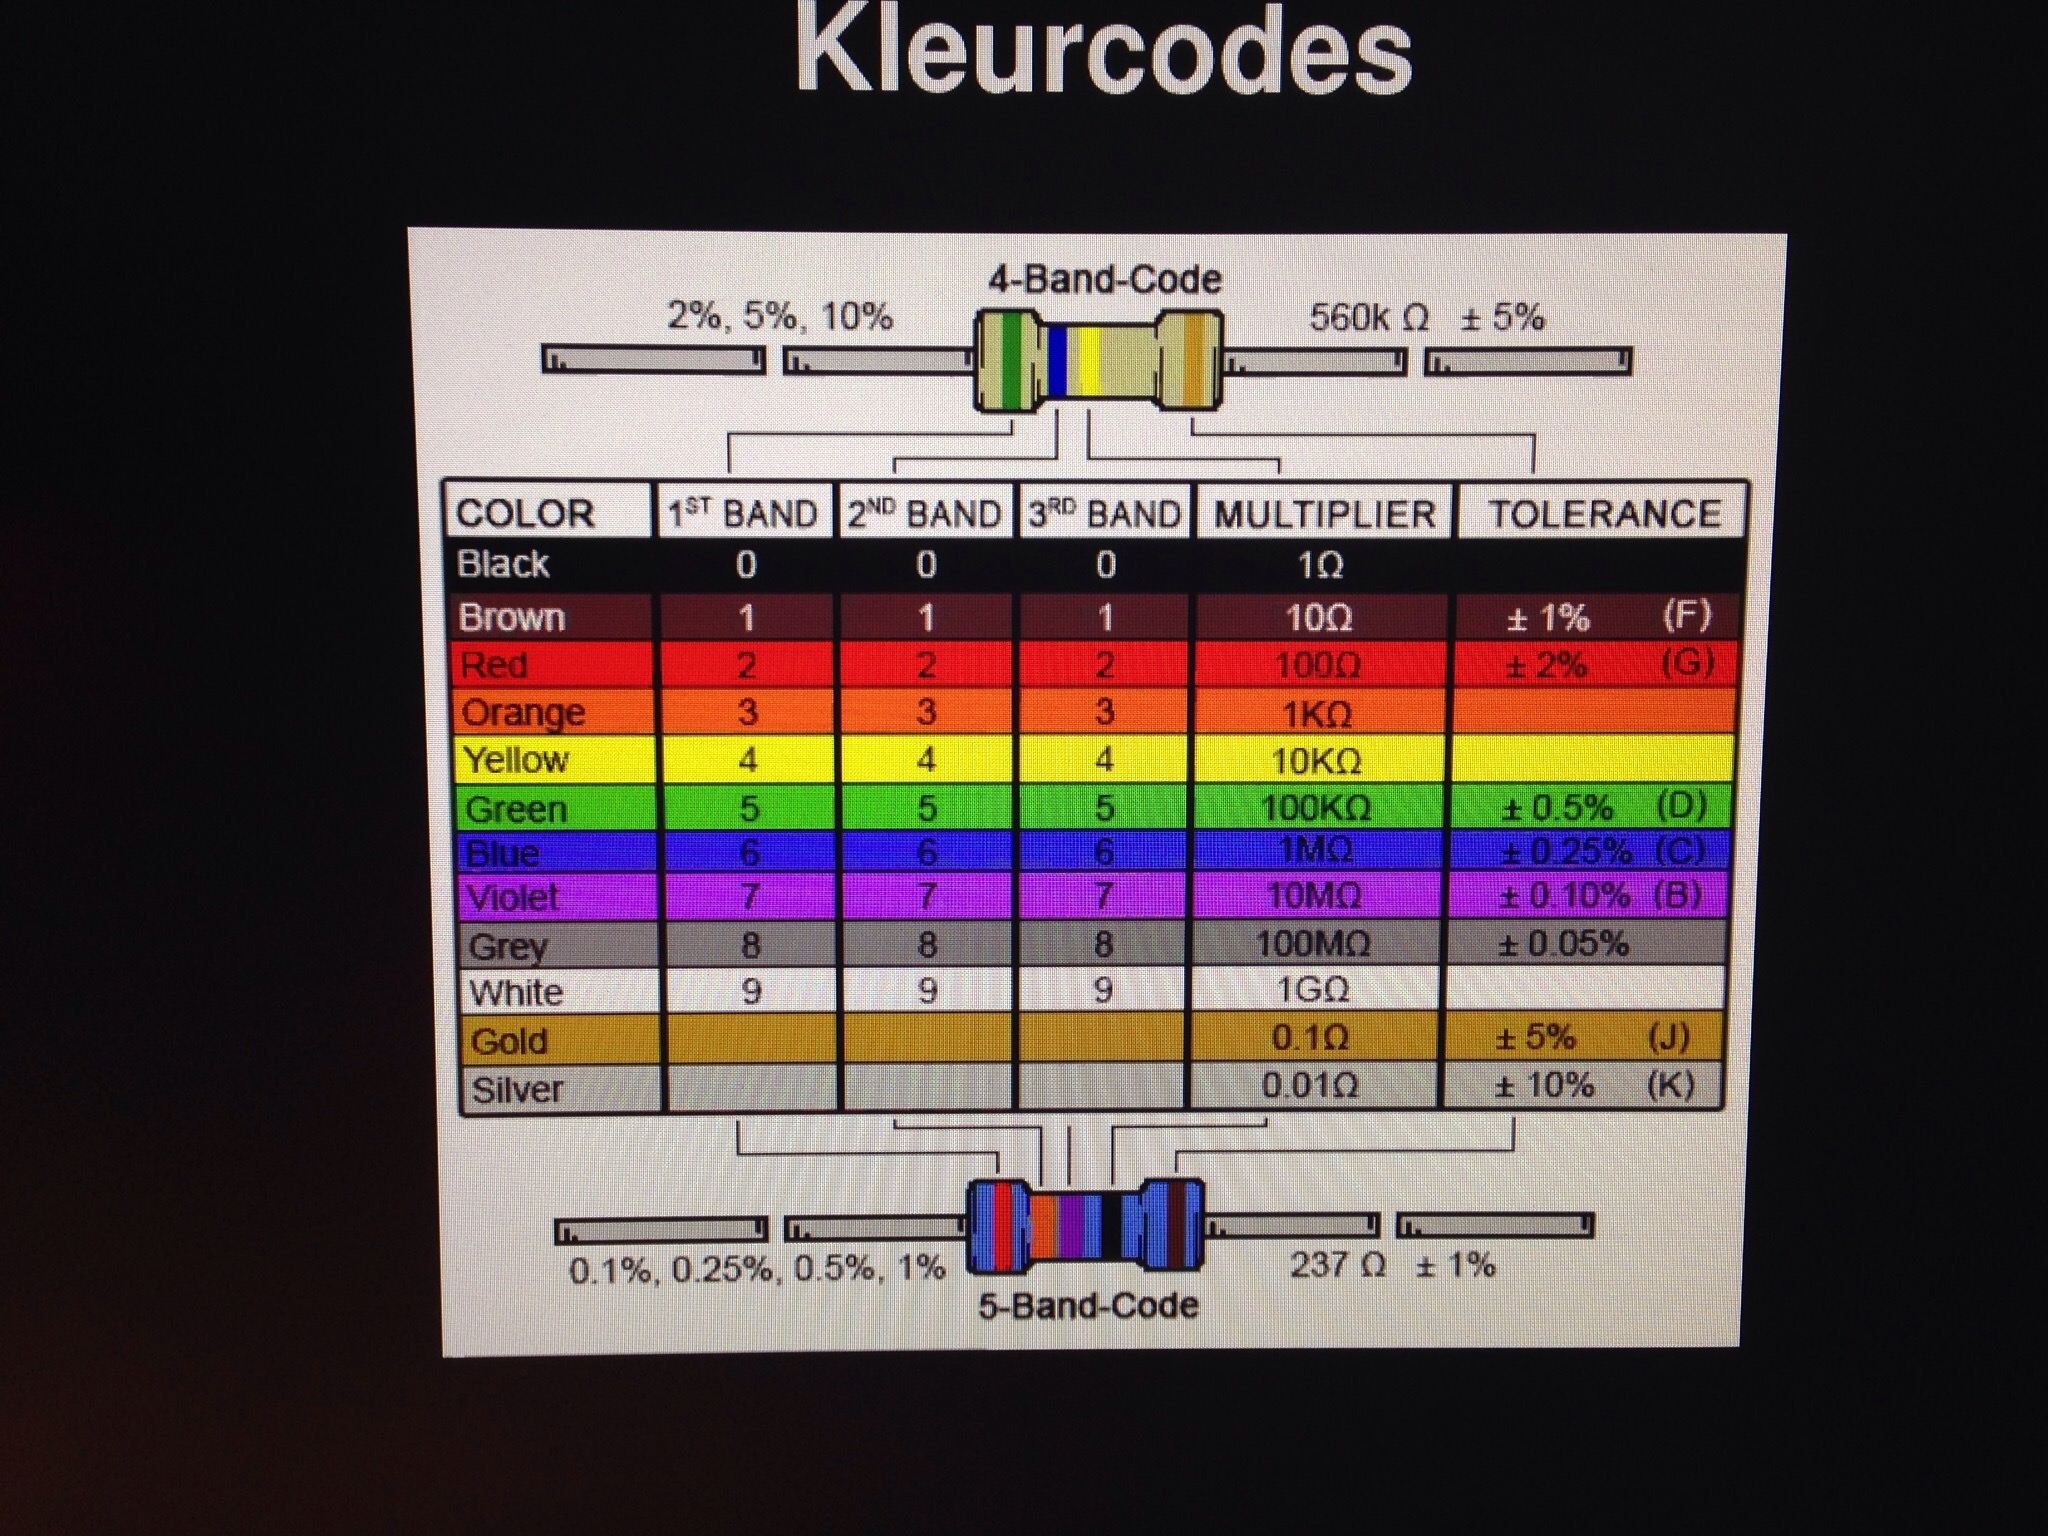 Kleurcodes
4-Band-Code
2%, 5%, 10%
560k Ω ± 5%
COLOR 1ST BAND 2ND BAND 3RD BAND MULTIPLIER TOLERANCE
Black 0 0 0 1Ω
Brown 1 1 1 10Ω ± 1% (F)
Red 2 2 2 100Ω ± 2% (G)
Orange 3 3 3 1KΩ
Yellow 4 4 4 10KΩ
Green 5 5 5 100KΩ ± 0.5% (D)
Blue 6 6 6 1MΩ ± 0.25% (C)
Violet 7 7 7 10MΩ ± 0.10% (B)
Grey 8 8 8 100MΩ ± 0.05%
White 9 9 9 1GΩ
Gold 0.1Ω ± 5% (J)
Silver 0.01Ω ± 10% (K)
0.1%, 0.25%, 0.5%, 1%
237 Ω ± 1%
5-Band-Code